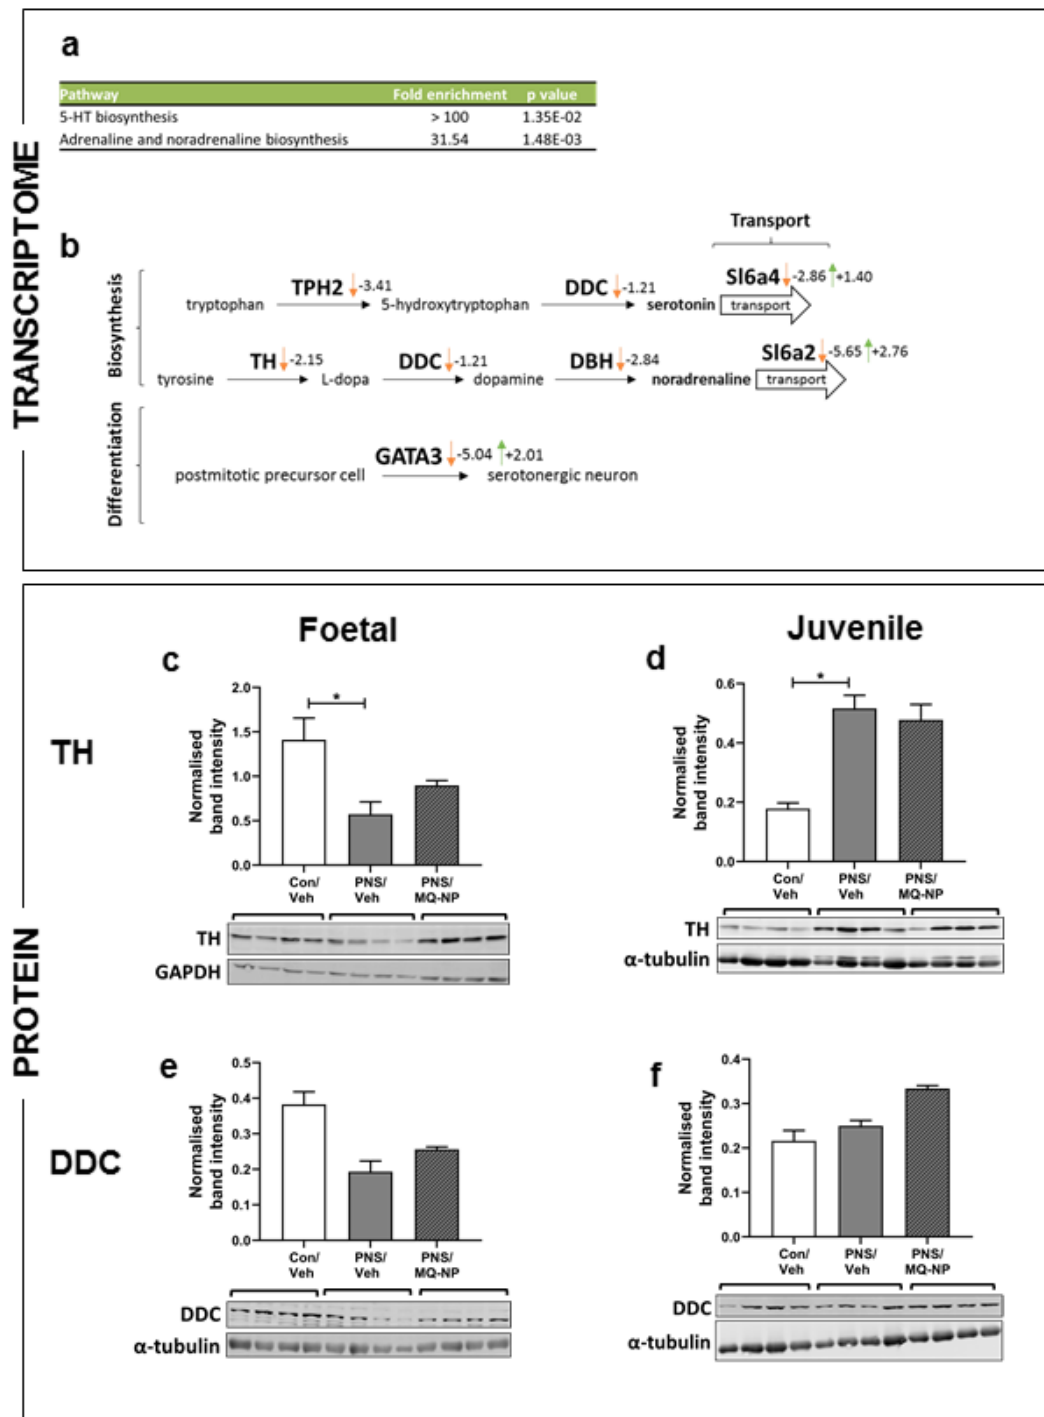 TRANSCRIPTOME
a
Pathway Fold enrichment p value
5-HT biosynthesis > 100 1.35E-02
Adrenaline and noradrenaline biosynthesis 31.54 1.48E-03
b
Transport
Biosynthesis
tryptophan TPH2 -3.41 5-hydroxytryptophan DDC -1.21 serotonin Sl6a4 -2.86 +1.40 transport
tyrosine TH -2.15 L-dopa DDC -1.21 dopamine DBH -2.84 noradrenaline Sl6a2 -5.65 +2.76 transport
Differentiation
postmitotic precursor cell GATA3 -5.04 +2.01 serotonergic neuron
PROTEIN
Foetal Juvenile
TH
c
Normalised
band intensity
2.0
1.5
1.0
0.5
0.0
*
Con/ PNS/ PNS/
Veh Veh MQ-NP
TH
GAPDH
d
Normalised
band intensity
0.6
0.4
0.2
0.0
*
Con/ PNS/ PNS/
Veh Veh MQ-NP
TH
α-tubulin
DDC
e
Normalised
band intensity
0.5
0.4
0.3
0.2
0.1
0.0
Con/ PNS/ PNS/
Veh Veh MQ-NP
DDC
α-tubulin
f
Normalised
band intensity
0.4
0.3
0.2
0.1
0.0
Con/ PNS/ PNS/
Veh Veh MQ-NP
DDC
α-tubulin